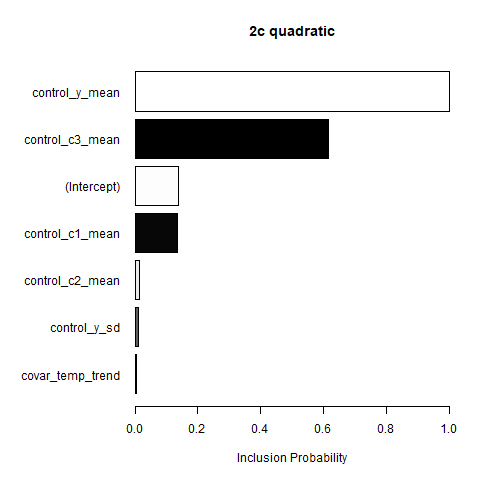 2c quadratic
control_y_mean
control_c3_mean
(Intercept)
control_c1_mean
control_c2_mean
control_y_sd
covar_temp_trend
0.0 0.2 0.4 0.6 0.8 1.0
Inclusion Probability